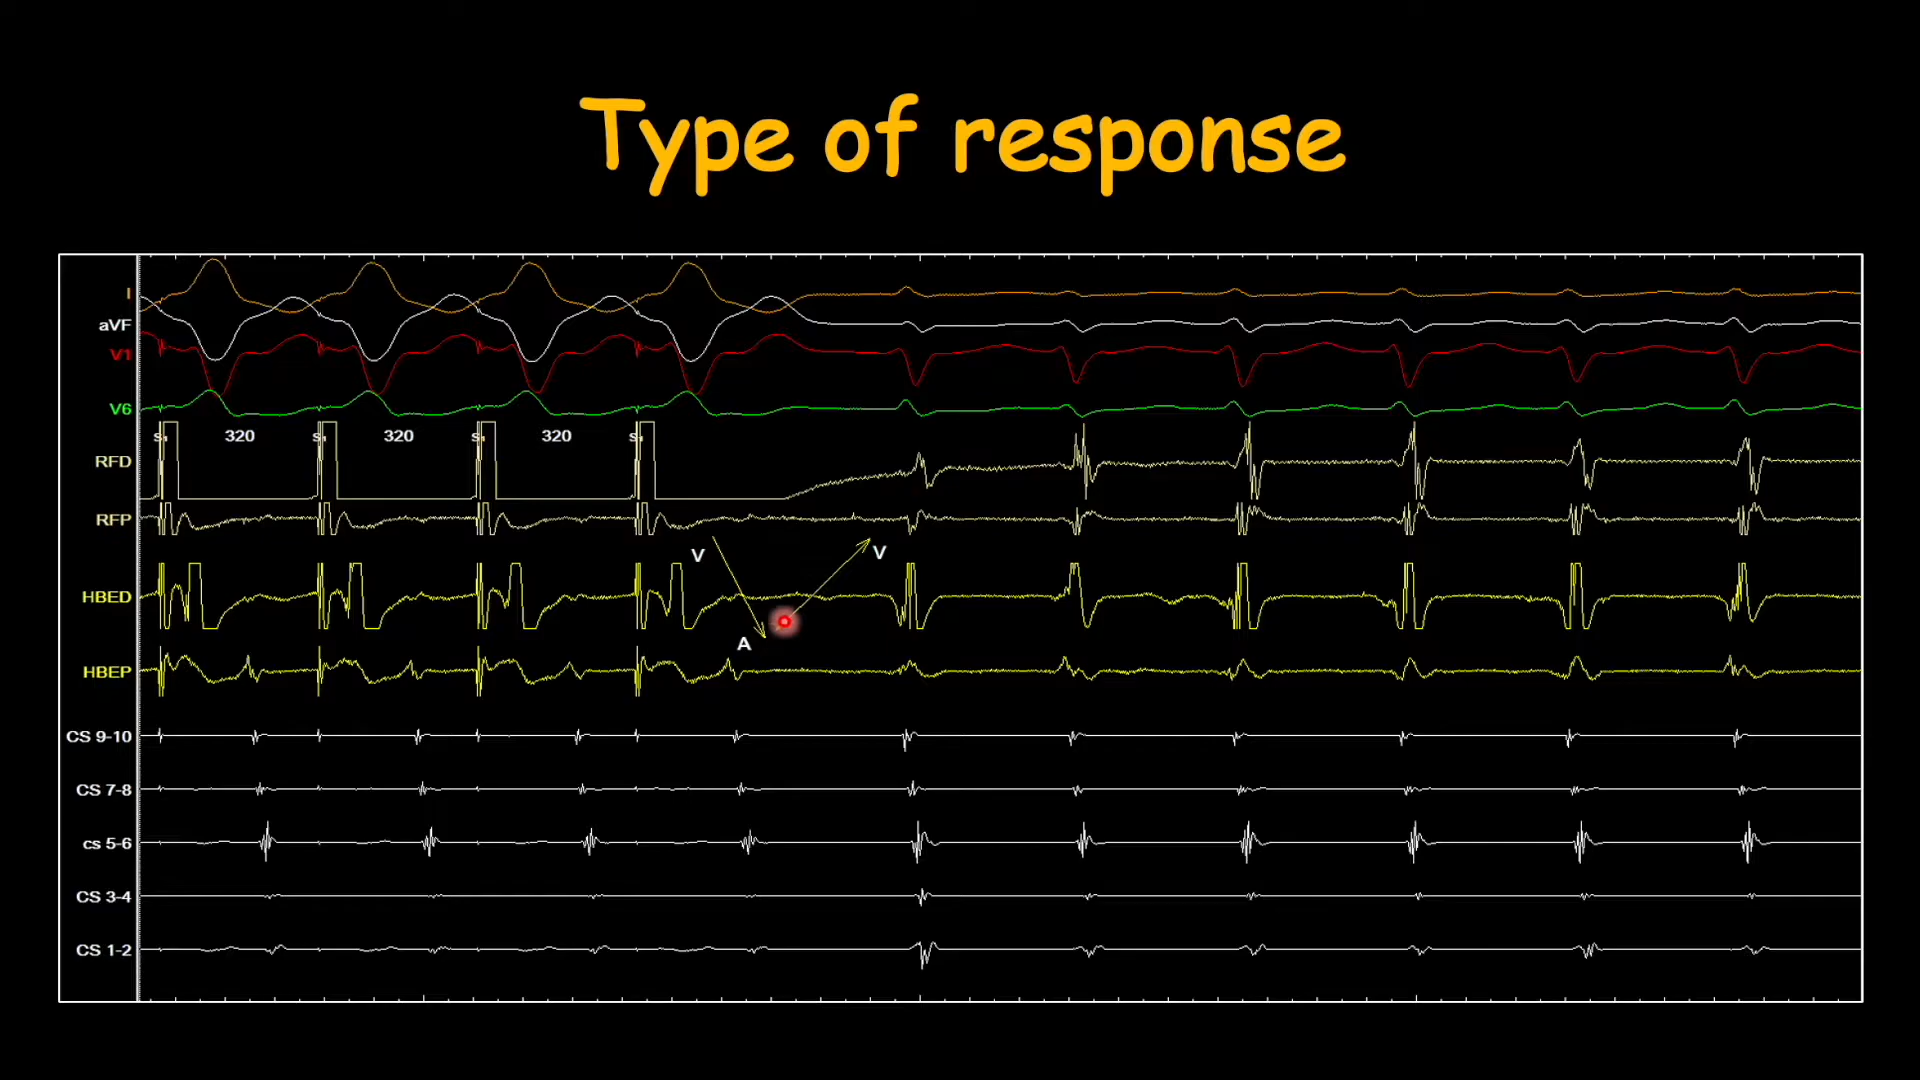 Type of response
I
aVF
V1
V6
S1 320 S1 320 S1 320 S1
RFD
RFP
V V
HBED
A
HBEP
CS 9-10
CS 7-8
cs 5-6
CS 3-4
CS 1-2